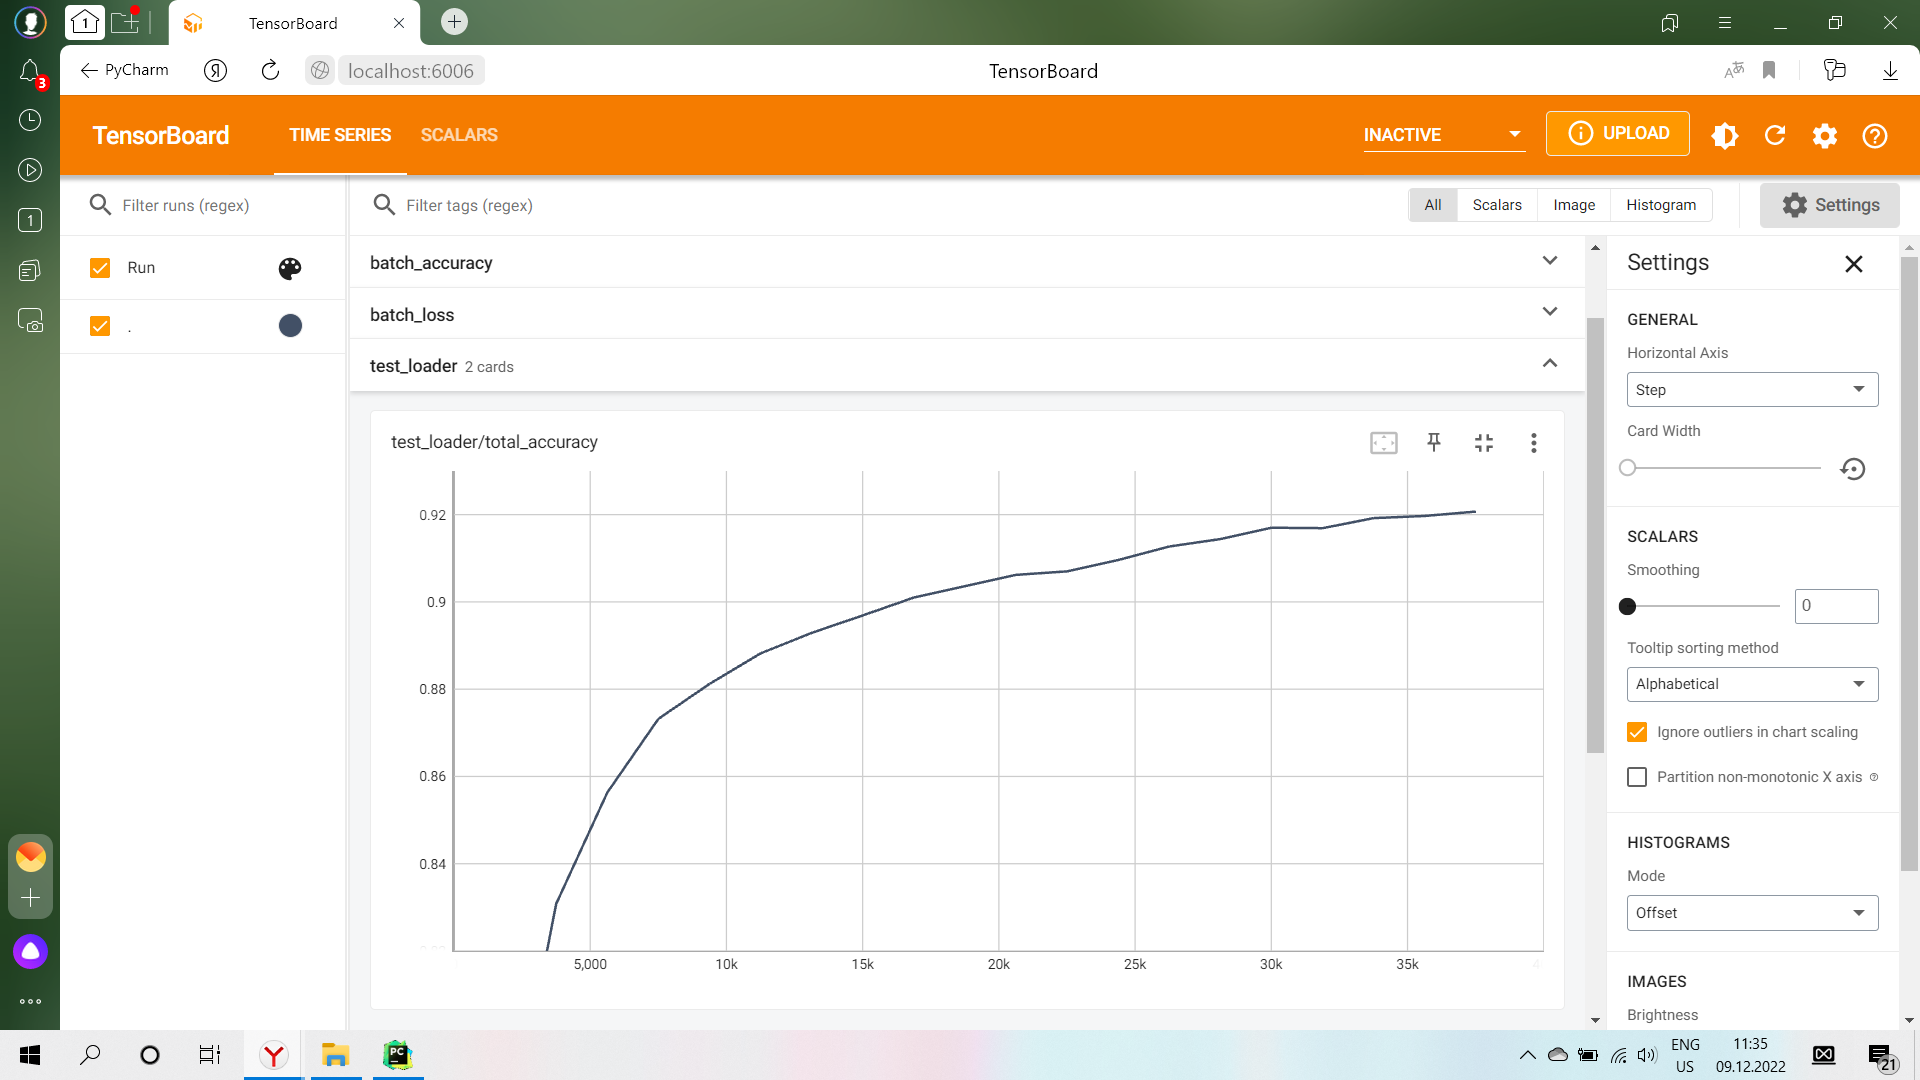 1
TensorBoard
3
PyCharm
Я
localhost:6006
TensorBoard
1
TensorBoard
TIME SERIES
SCALARS
INACTIVE
UPLOAD
Filter runs (regex)
Filter tags (regex)
All
Scalars
Image
Histogram
Settings
Run
.
batch_accuracy
batch_loss
test_loader 2 cards
test_loader/total_accuracy
0.92
0.9
0.88
0.86
0.84
5,000
10k
15k
20k
25k
30k
35k
Settings
GENERAL
Horizontal Axis
Step
Card Width
SCALARS
Smoothing
0
Tooltip sorting method
Alphabetical
Ignore outliers in chart scaling
Partition non-monotonic X axis
HISTOGRAMS
Mode
Offset
IMAGES
Brightness
PC
ENG
US
11:35
09.12.2022
21